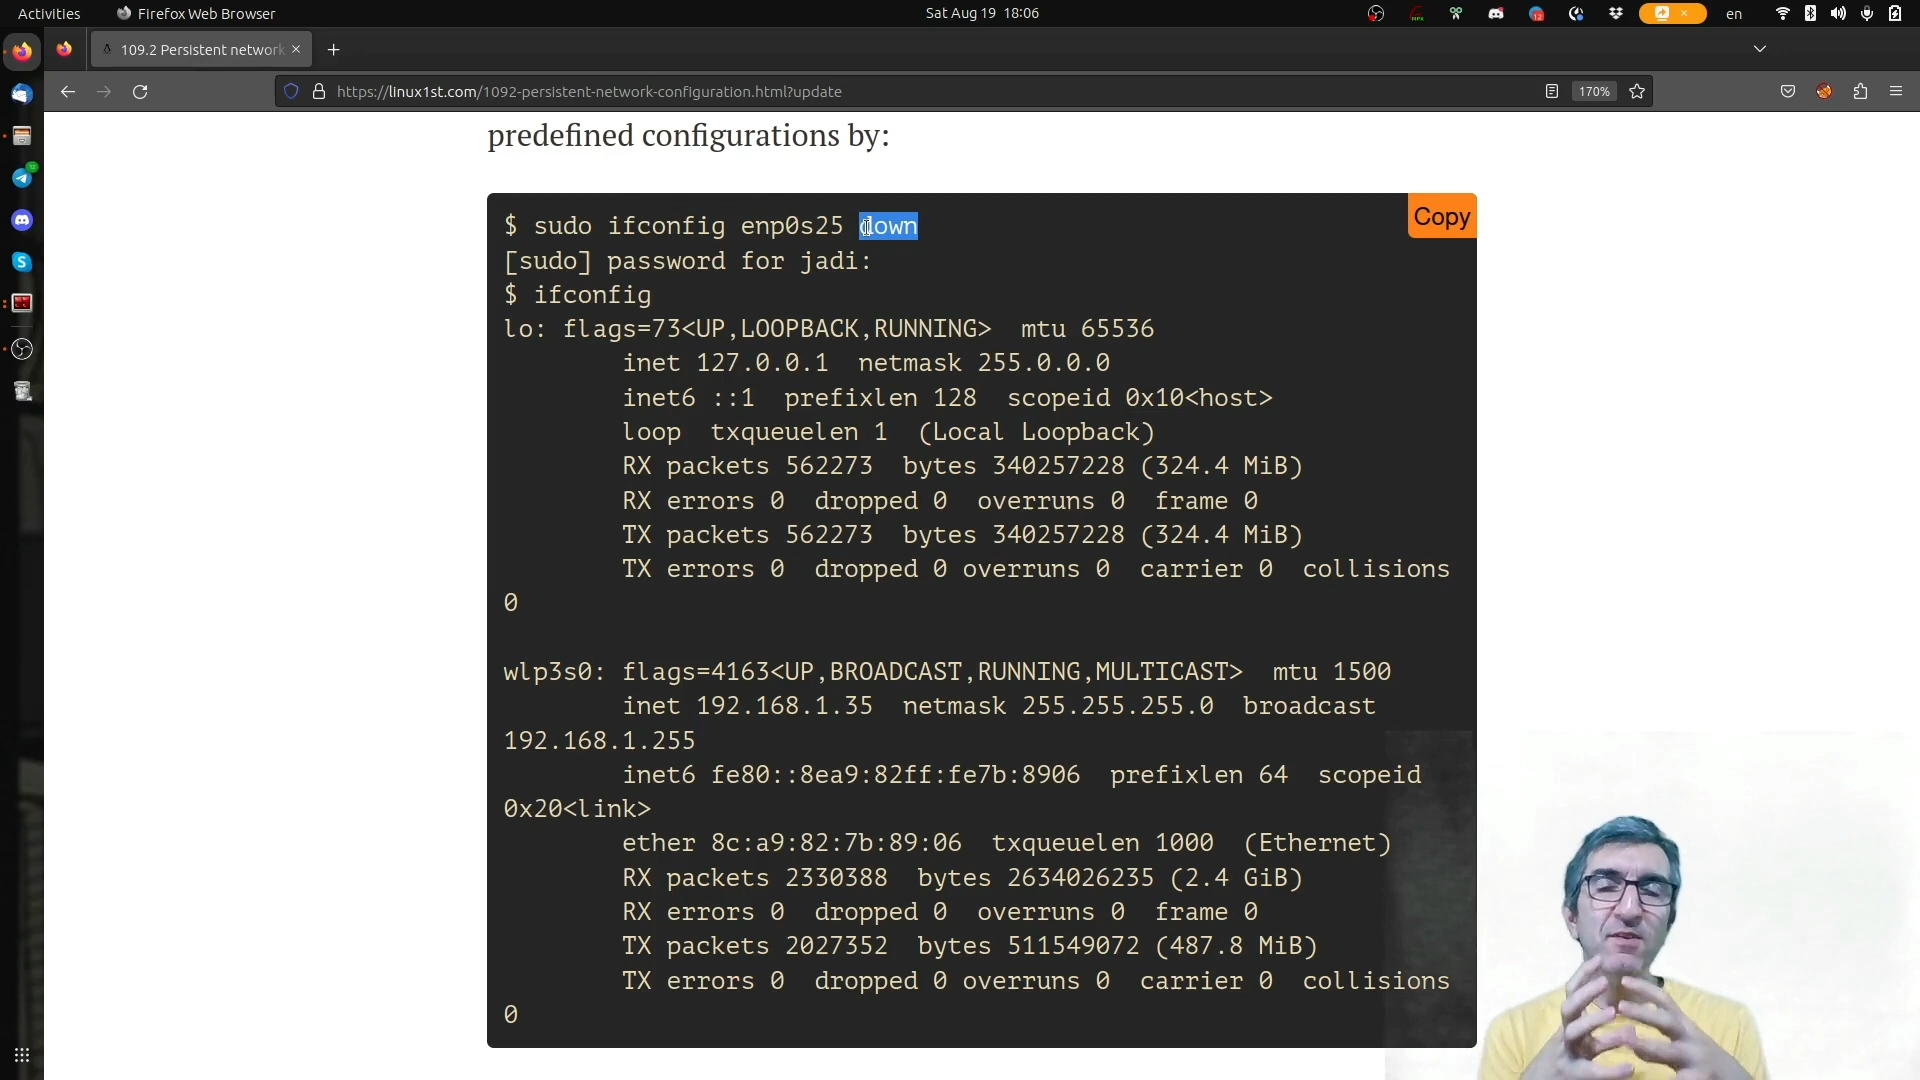 Activities Firefox Web Browser Sat Aug 19 18:06 en
109.2 Persistent network
https://linux1st.com/1092-persistent-network-configuration.html?update 170%
predefined configurations by:
Copy
$ sudo ifconfig enp0s25 down
[sudo] password for jadi:
$ ifconfig
lo: flags=73<UP,LOOPBACK,RUNNING>  mtu 65536
        inet 127.0.0.1  netmask 255.0.0.0
        inet6 ::1  prefixlen 128  scopeid 0x10<host>
        loop  txqueuelen 1  (Local Loopback)
        RX packets 562273  bytes 340257228 (324.4 MiB)
        RX errors 0  dropped 0  overruns 0  frame 0
        TX packets 562273  bytes 340257228 (324.4 MiB)
        TX errors 0  dropped 0 overruns 0  carrier 0  collisions
0
wlp3s0: flags=4163<UP,BROADCAST,RUNNING,MULTICAST>  mtu 1500
        inet 192.168.1.35  netmask 255.255.255.0  broadcast
192.168.1.255
        inet6 fe80::8ea9:82ff:fe7b:8906  prefixlen 64  scopeid
0x20<link>
        ether 8c:a9:82:7b:89:06  txqueuelen 1000  (Ethernet)
        RX packets 2330388  bytes 2634026235 (2.4 GiB)
        RX errors 0  dropped 0  overruns 0  frame 0
        TX packets 2027352  bytes 511549072 (487.8 MiB)
        TX errors 0  dropped 0 overruns 0  carrier 0  collisions
0